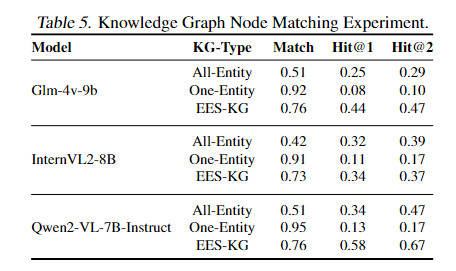 Table 5. Knowledge Graph Node Matching Experiment.
Model KG-Type Match Hit@1 Hit@2
All-Entity 0.51 0.25 0.29
Glm-4v-9b One-Entity 0.92 0.08 0.10
EES-KG 0.76 0.44 0.47
All-Entity 0.42 0.32 0.39
InternVL2-8B One-Entity 0.91 0.11 0.17
EES-KG 0.73 0.34 0.37
All-Entity 0.51 0.34 0.47
Qwen2-VL-7B-Instruct One-Entity 0.95 0.13 0.17
EES-KG 0.76 0.58 0.67